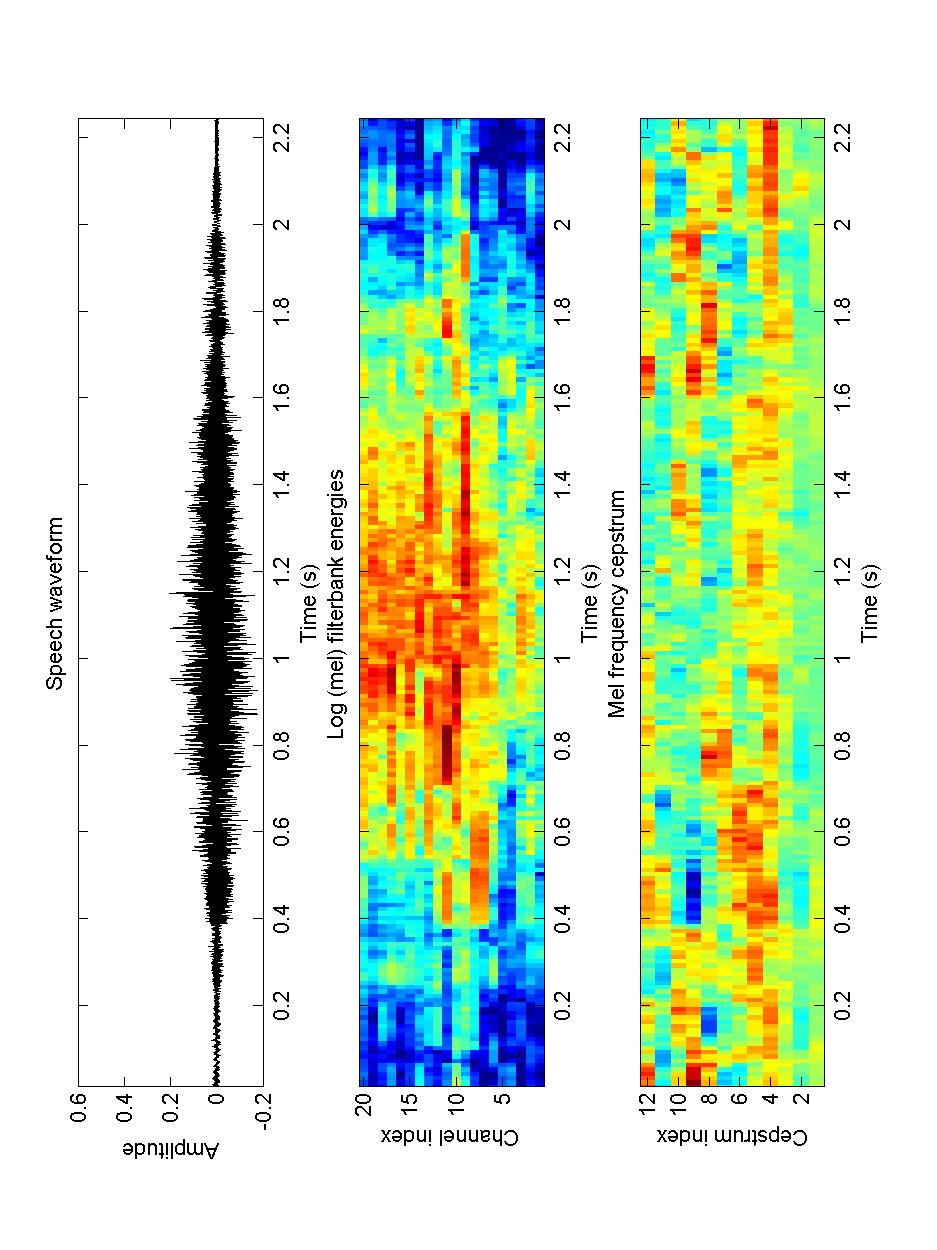 Speech waveform
0.6
0.4
0.2
0
-0.2
Amplitude
0.2 0.4 0.6 0.8 1 1.2 1.4 1.6 1.8 2 2.2
Time (s)
Log (mel) filterbank energies
20
15
10
5
Channel index
0.2 0.4 0.6 0.8 1 1.2 1.4 1.6 1.8 2 2.2
Time (s)
Mel frequency cepstrum
12
10
8
6
4
2
Cepstrum index
0.2 0.4 0.6 0.8 1 1.2 1.4 1.6 1.8 2 2.2
Time (s)